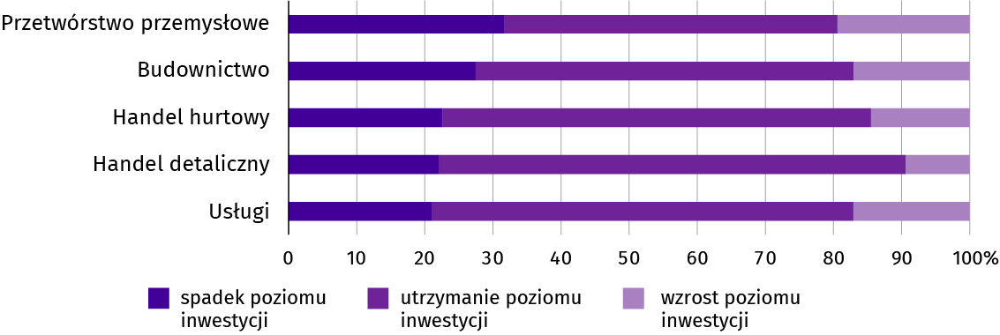 Przetwórstwo przemysłowe
Budownictwo
Handel hurtowy
Handel detaliczny
Usługi
0 10 20 30 40 50 60 70 80 90 100%
spadek poziomu
inwestycji
utrzymanie poziomu
inwestycji
wzrost poziomu
inwestycji